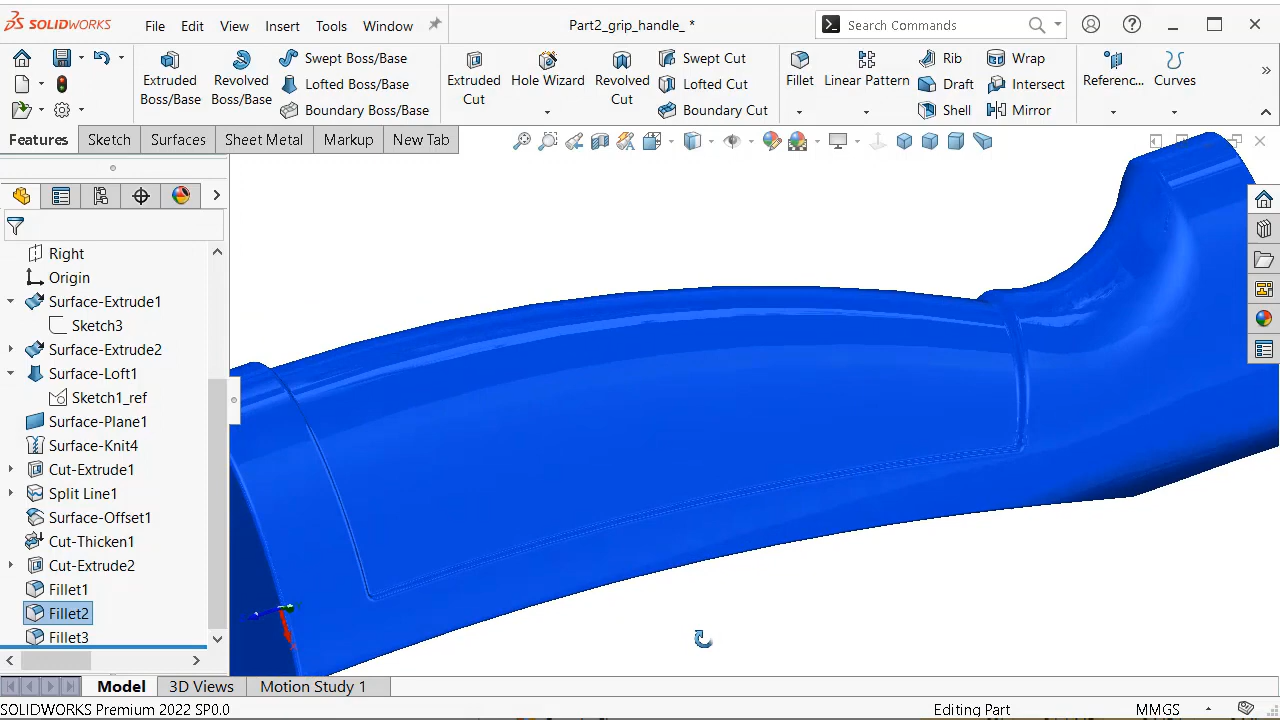 SOLIDWORKS File Edit View Insert Tools Window Part2_grip_handle_ * Search Commands
Extruded Boss/Base
Revolved Boss/Base
Swept Boss/Base
Lofted Boss/Base
Boundary Boss/Base
Extruded Cut
Hole Wizard
Revolved Cut
Swept Cut
Lofted Cut
Boundary Cut
Fillet
Linear Pattern
Rib
Draft
Shell
Wrap
Intersect
Mirror
Referenc...
Curves
Features Sketch Surfaces Sheet Metal Markup New Tab
Right
Origin
Surface-Extrude1
Sketch3
Surface-Extrude2
Surface-Loft1
Sketch1_ref
Surface-Plane1
Surface-Knit4
Cut-Extrude1
Split Line1
Surface-Offset1
Cut-Thicken1
Cut-Extrude2
Fillet1
Fillet2
Fillet3
Model 3D Views Motion Study 1
SOLIDWORKS Premium 2022 SP0.0 Editing Part MMGS